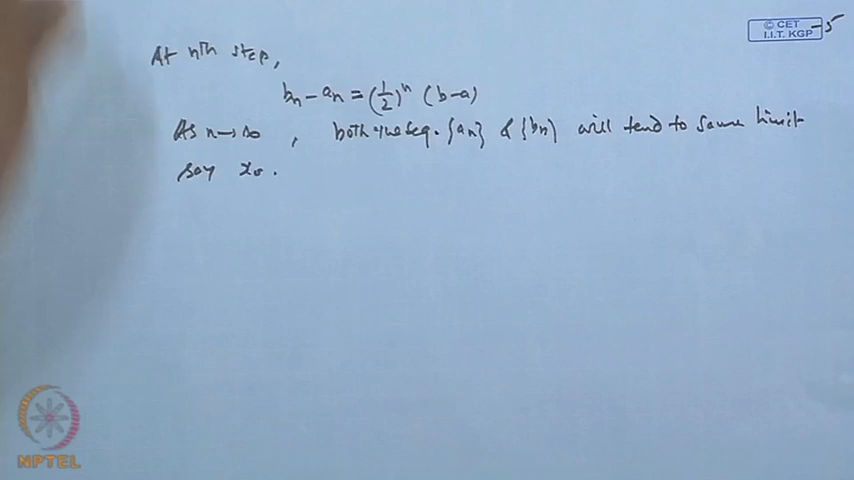 © CET
I.I.T. KGP
-5
At nth step,
bn - an = (1/2)^n (b-a)
As n→∞, both the seq. {an} & {bn} will tend to same limit
say x0.
NPTEL